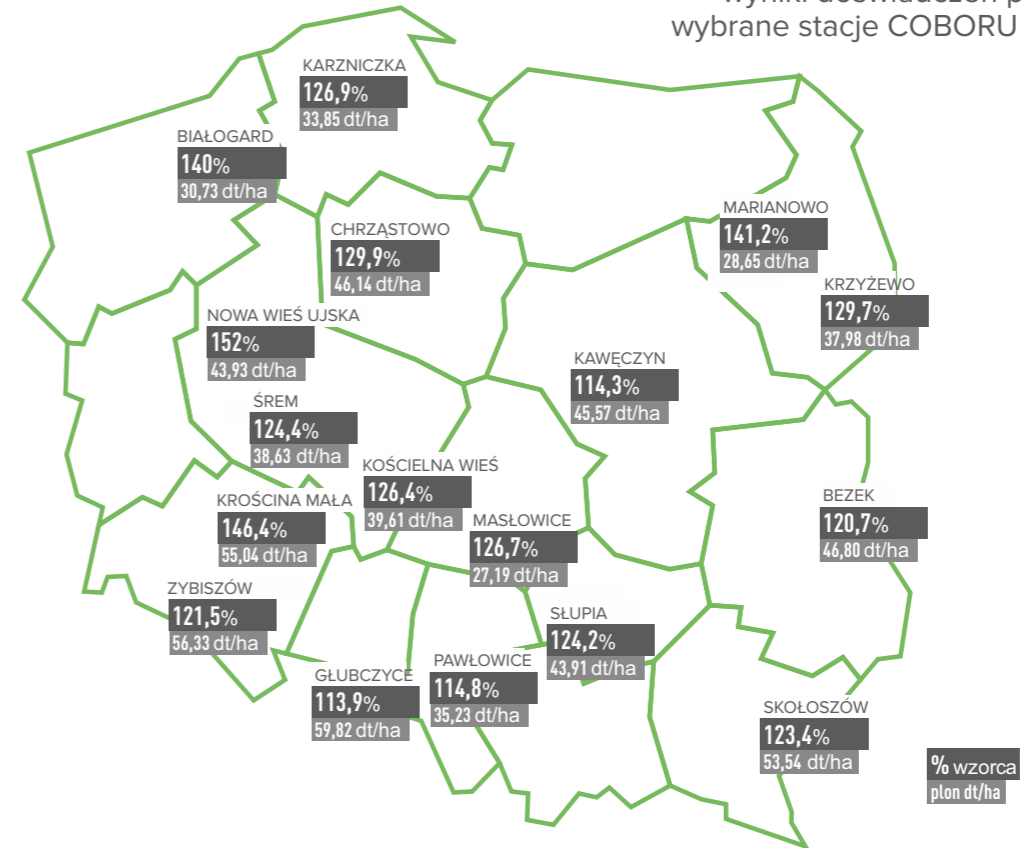 wybrane stacje COBORU
KARZNICZKA
126,9%
33,85 dt/ha
BIAŁOGARD
140%
30,73 dt/ha
CHRZĄSTOWO
129,9%
46,14 dt/ha
MARIANOWO
141,2%
28,65 dt/ha
KRZYŻEWO
129,7%
37,98 dt/ha
NOWA WIEŚ UJSKA
152%
43,93 dt/ha
KAWĘCZYN
114,3%
45,57 dt/ha
ŚREM
124,4%
38,63 dt/ha
KOŚCIELNA WIEŚ
126,4%
39,61 dt/ha
KROŚCINA MAŁA
146,4%
55,04 dt/ha
MASŁOWICE
126,7%
27,19 dt/ha
BEZEK
120,7%
46,80 dt/ha
ZYBISZÓW
121,5%
56,33 dt/ha
SŁUPIA
124,2%
43,91 dt/ha
GŁUBCZYCE
113,9%
59,82 dt/ha
PAWŁOWICE
114,8%
35,23 dt/ha
SKOŁOSZÓW
123,4%
53,54 dt/ha
% wzorca
plon dt/ha